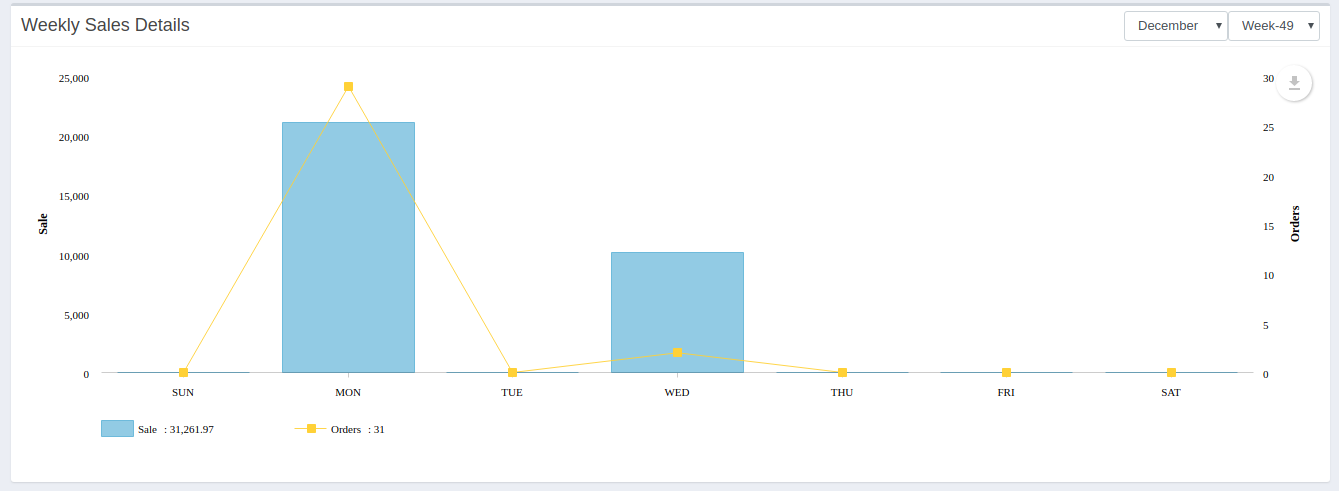 Weekly Sales Details
December
Week-49
25,000
20,000
15,000
10,000
5,000
0
Sale
30
25
20
15
10
5
0
Orders
SUN MON TUE WED THU FRI SAT
Sale : 31,261.97 Orders : 31